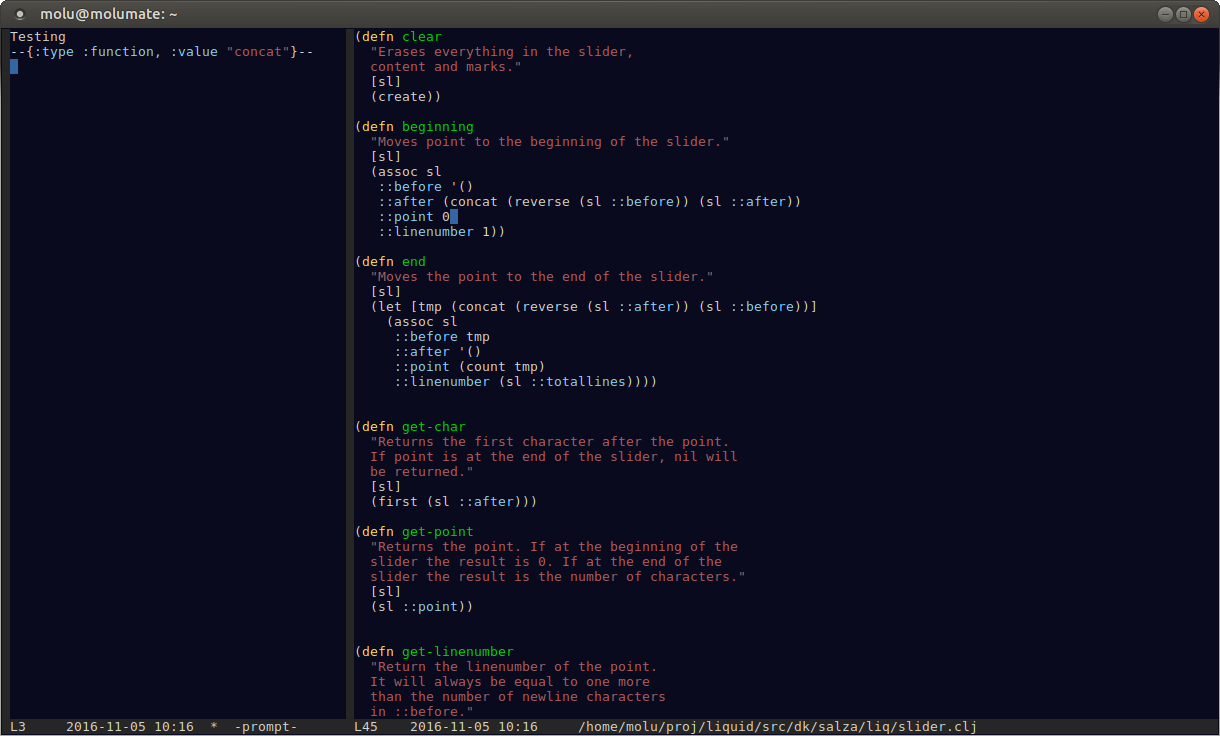 molu@molumate: ~
Testing
--{:type :function, :value "concat"}--
(defn clear
  "Erases everything in the slider,
  content and marks."
  [sl]
  (create))

(defn beginning
  "Moves point to the beginning of the slider."
  [sl]
  (assoc sl
   ::before '()
   ::after (concat (reverse (sl ::before)) (sl ::after))
   ::point 0
   ::linenumber 1))

(defn end
  "Moves the point to the end of the slider."
  [sl]
  (let [tmp (concat (reverse (sl ::after)) (sl ::before))]
    (assoc sl
     ::before tmp
     ::after '()
     ::point (count tmp)
     ::linenumber (sl ::totallines))))

(defn get-char
  "Returns the first character after the point.
  If point is at the end of the slider, nil will
  be returned."
  [sl]
  (first (sl ::after)))

(defn get-point
  "Returns the point. If at the beginning of the
  slider the result is 0. If at the end of the
  slider the result is the number of characters."
  [sl]
  (sl ::point))

(defn get-linenumber
  "Return the linenumber of the point.
  It will always be equal to one more
  than the number of newline characters
  in ::before."
L3     2016-11-05 10:16  *  -prompt-
L45    2016-11-05 10:16     /home/molu/proj/liquid/src/dk/salza/liq/slider.clj